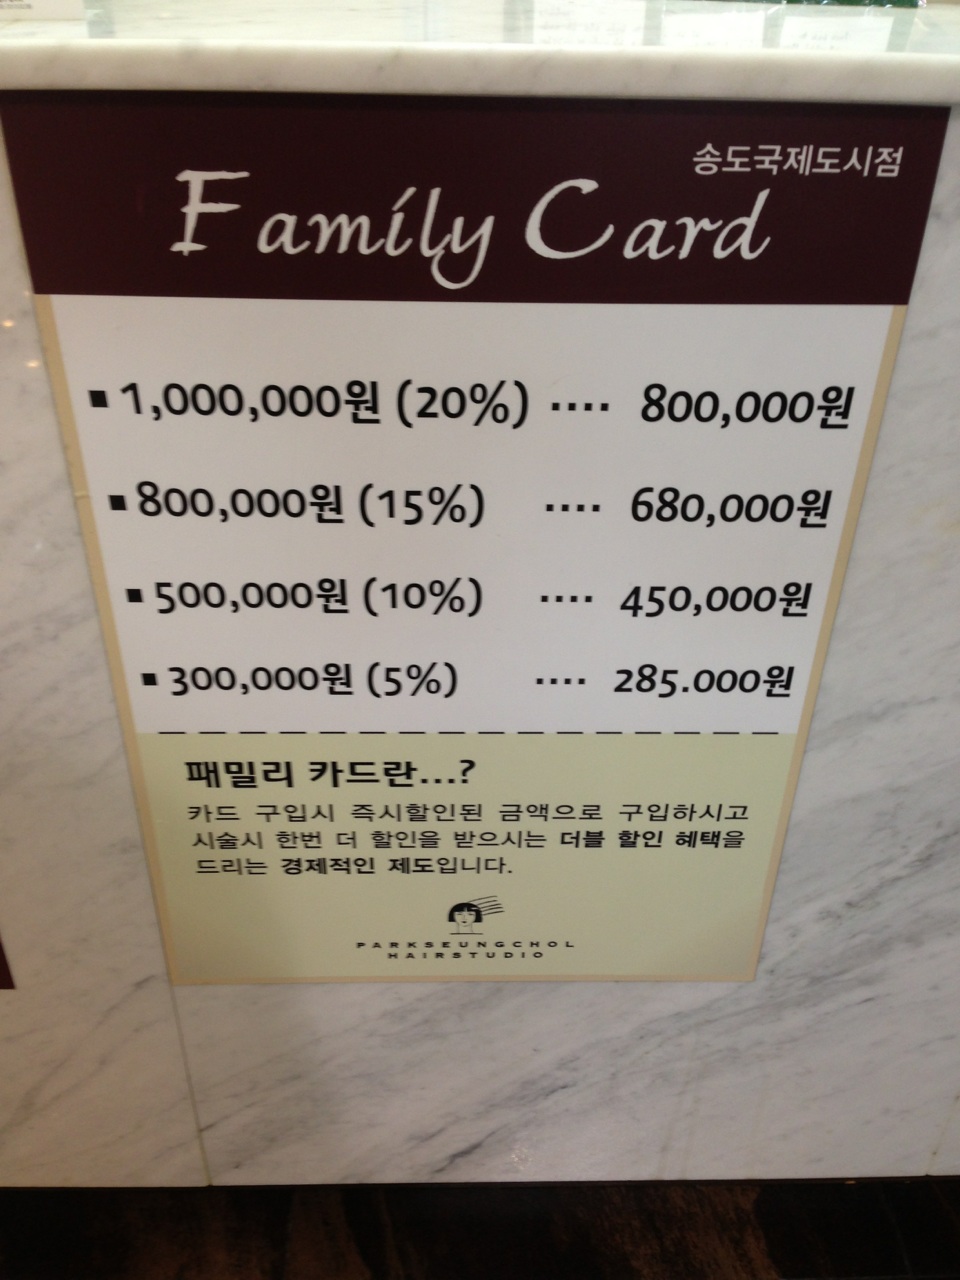 송도국제도시점
Family Card
▪ 1,000,000원 (20%) ···· 800,000원
▪ 800,000원 (15%) ···· 680,000원
▪ 500,000원 (10%) ···· 450,000원
▪ 300,000원 (5%) ···· 285.000원
패밀리 카드란...?
카드 구입시 즉시할인된 금액으로 구입하시고
시술시 한번 더 할인을 받으시는 더블 할인 혜택을
드리는 경제적인 제도입니다.
PARKSEUNGCHOL
HAIRSTUDIO